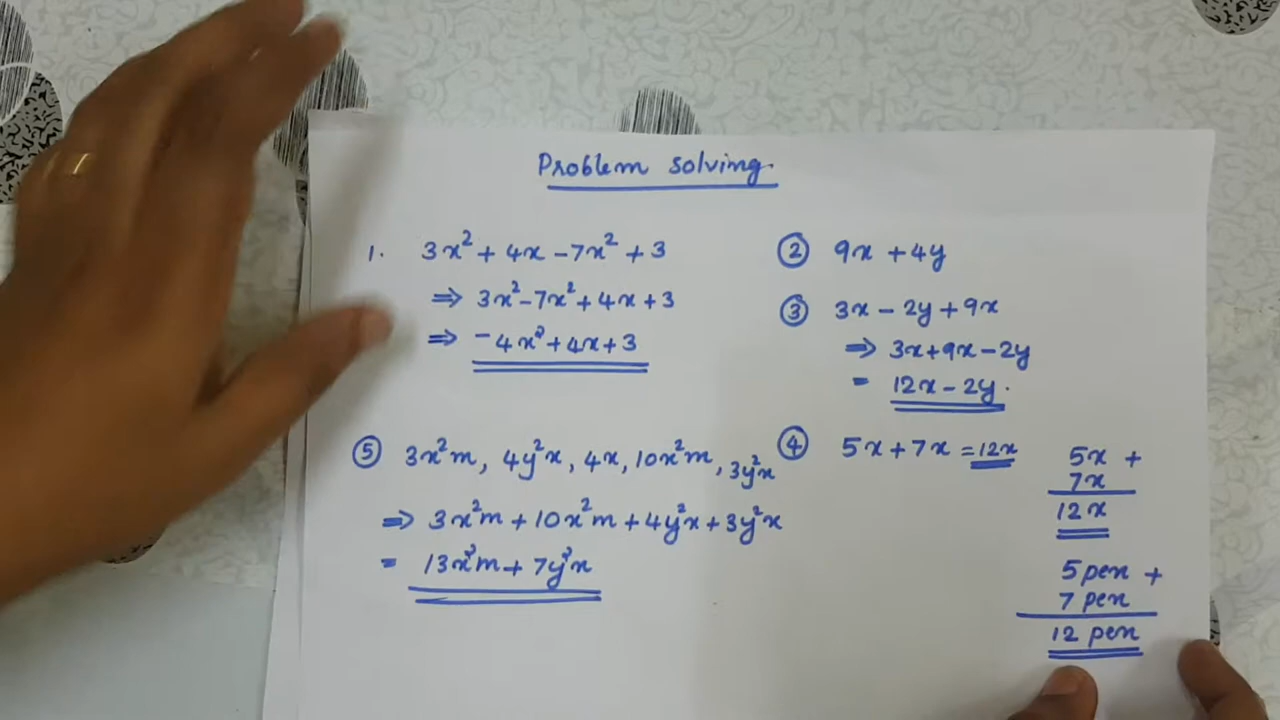 Problem solving.
1. 3x² + 4x - 7x² + 3
⇒ 3x² - 7x² + 4x + 3
⇒ -4x² + 4x + 3
② 9x + 4y
③ 3x - 2y + 9x
⇒ 3x + 9x - 2y
= 12x - 2y.
④ 5x + 7x = 12x
5x +
7x
12x
5 pen +
7 pen
12 pen
⑤ 3x²m, 4y²x, 4x, 10x²m, 3y²x
⇒ 3x²m + 10x²m + 4y²x + 3y²x
= 13x²m + 7y²x